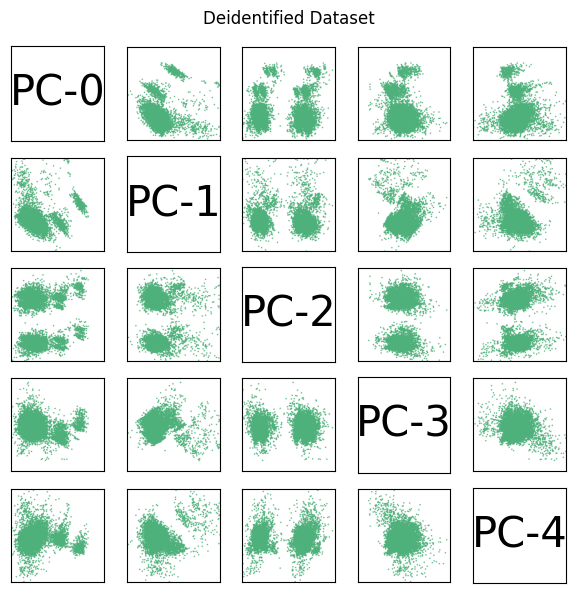 Deidentified Dataset
PC-0
PC-1
PC-2
PC-3
PC-4